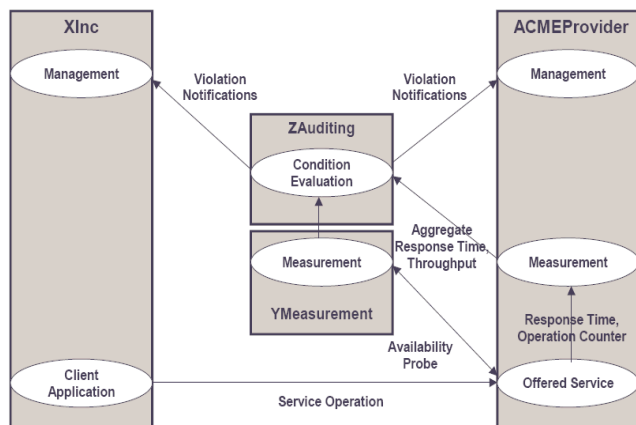 XInc
ACMEProvider
Management
Violation
Notifications
Violation
Notifications
Management
ZAuditing
Condition
Evaluation
Aggregate
Response Time,
Throughput
Measurement
Measurement
YMeasurement
Response Time,
Operation Counter
Availability
Probe
Client
Application
Offered Service
Service Operation